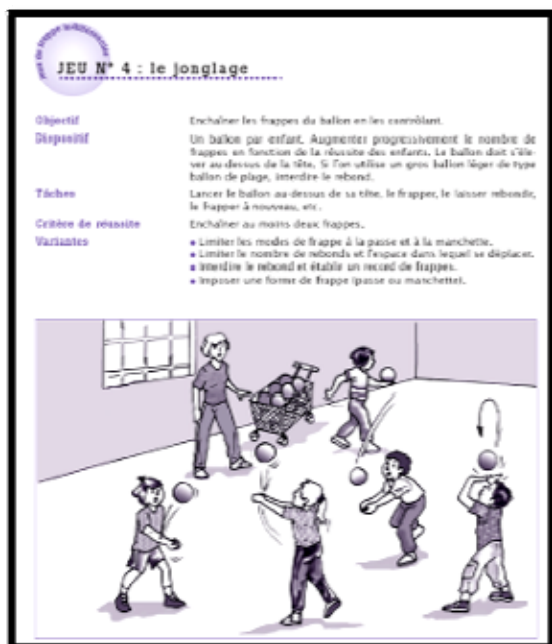 Jeux de frappe
JEU N° 4 : le jonglage
Objectif
Enchaîner les frappes du ballon en les contrôlant.
Dispositif
Un ballon par enfant. Augmenter progressivement le nombre de
frappes en fonction de la réussite des enfants. Le ballon doit s'éle-
ver au-dessus de la tête. Si l'on utilise un gros ballon léger de type
ballon de plage, interdire le rebond.
Tâches
Lancer le ballon au-dessus de sa tête, le frapper, le laisser rebondir,
le frapper à nouveau, etc.
Critère de réussite
Enchaîner au moins deux frappes.
Variantes
• Limiter les modes de frappe à la passe et à la manchette.
• Limiter le nombre de rebonds et l'espace dans lequel se déplacer.
• Interdire le rebond et établir un record de frappes.
• Imposer une forme de frappe (passe ou manchette).